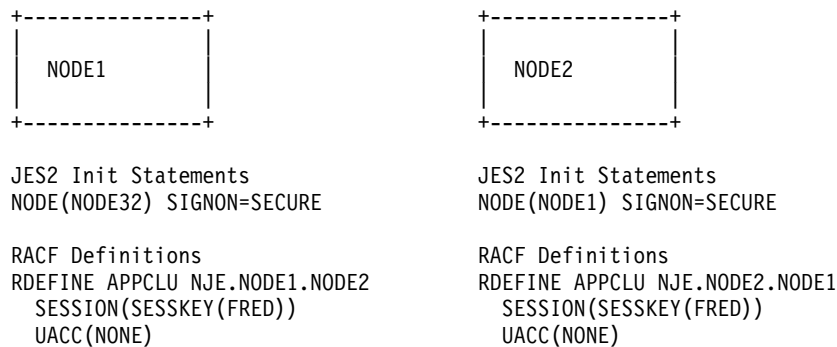 NODE1
NODE2
JES2 Init Statements
NODE(NODE32) SIGNON=SECURE
RACF Definitions
RDEFINE APPCLU NJE.NODE1.NODE2
SESSION(SESSKEY(FRED))
UACC(NONE)
JES2 Init Statements
NODE(NODE1) SIGNON=SECURE
RACF Definitions
RDEFINE APPCLU NJE.NODE2.NODE1
SESSION(SESSKEY(FRED))
UACC(NONE)